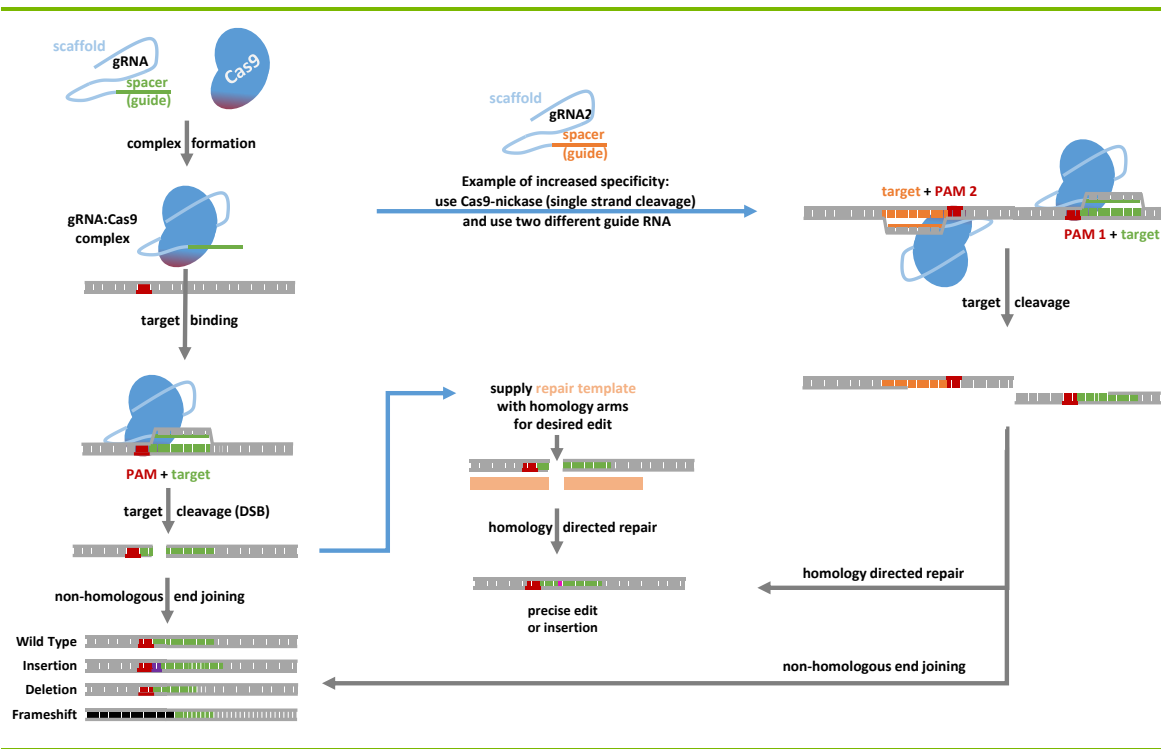 scaffold
gRNA
spacer
(guide)
Cas9
complex formation
gRNA:Cas9
complex
target binding
PAM + target
target cleavage (DSB)
non-homologous end joining
Wild Type
Insertion
Deletion
Frameshift
scaffold
gRNA2
spacer
(guide)
Example of increased specificity:
use Cas9-nickase (single strand cleavage)
and use two different guide RNA
target + PAM 2
PAM 1 + target
target cleavage
supply repair template
with homology arms
for desired edit
homology directed repair
precise edit
or insertion
homology directed repair
non-homologous end joining